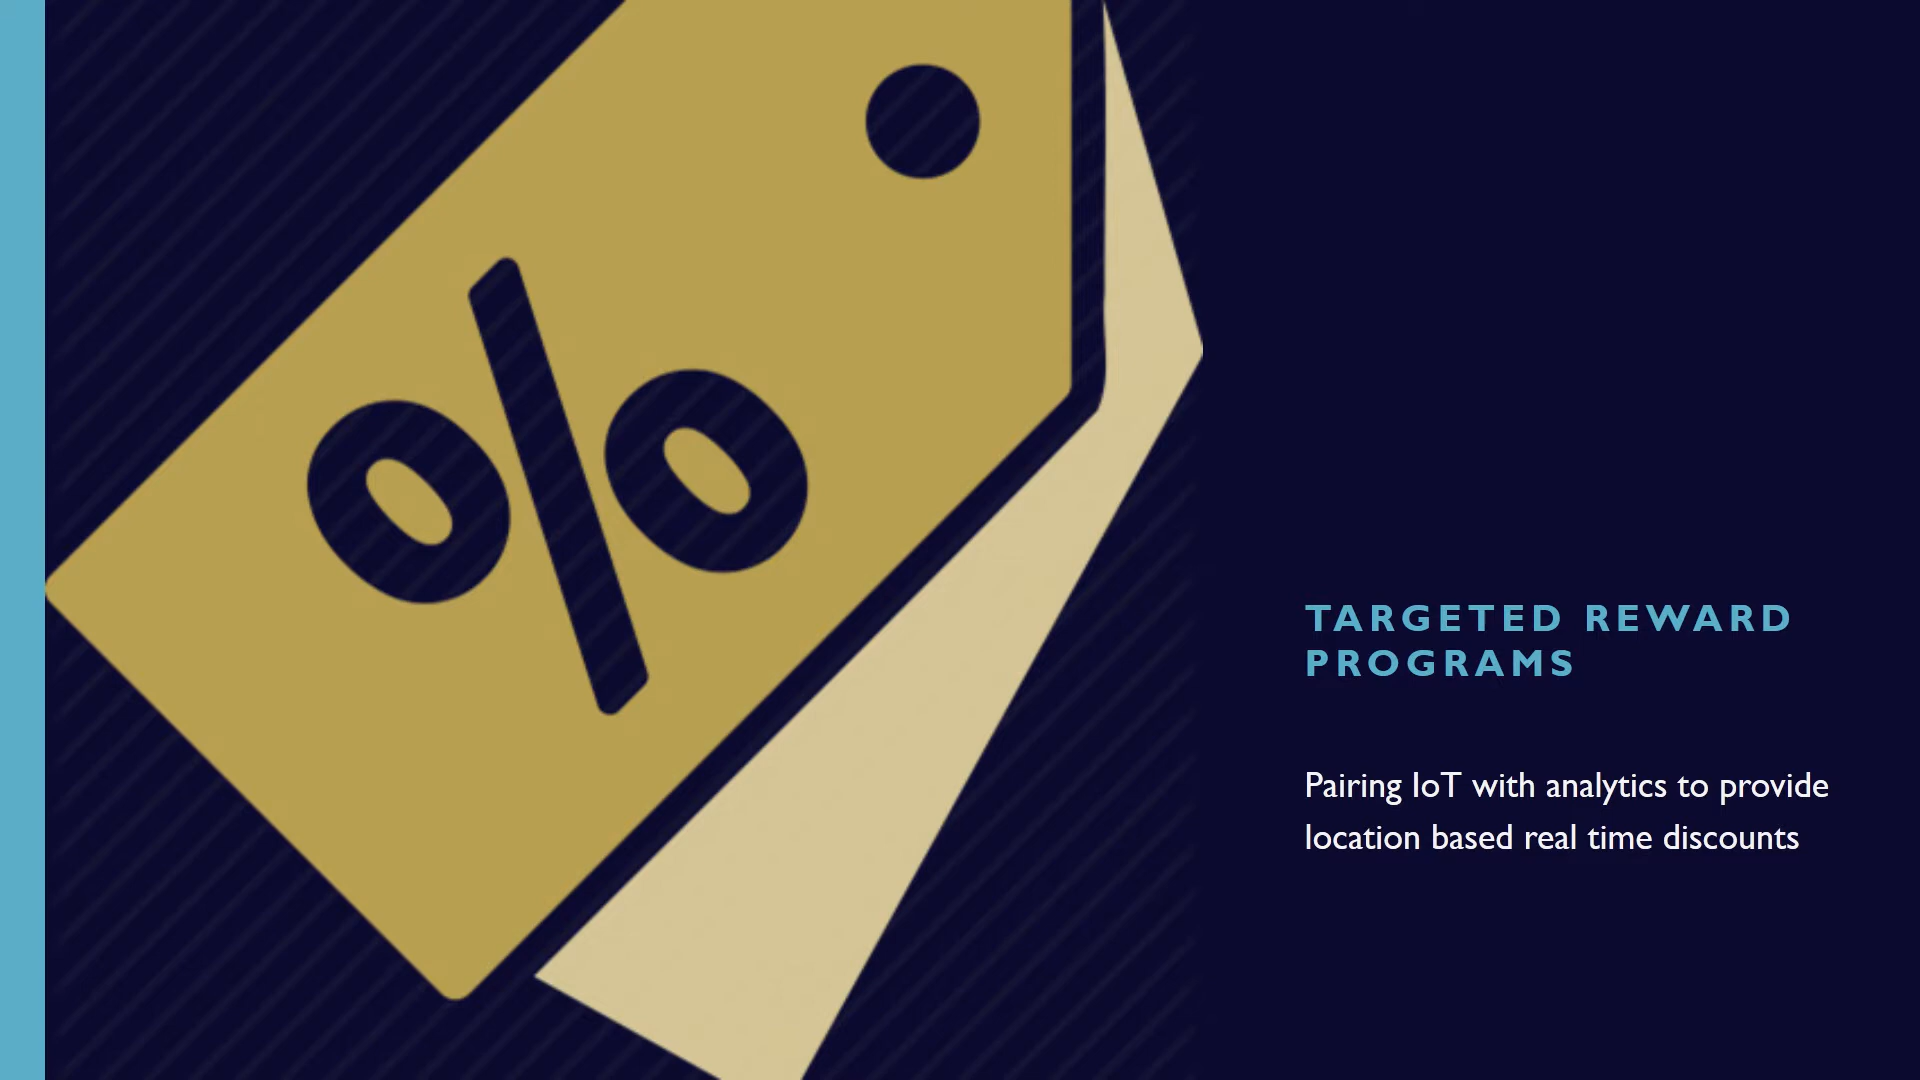 %
TARGETED REWARD
PROGRAMS
Pairing IoT with analytics to provide
location based real time discounts